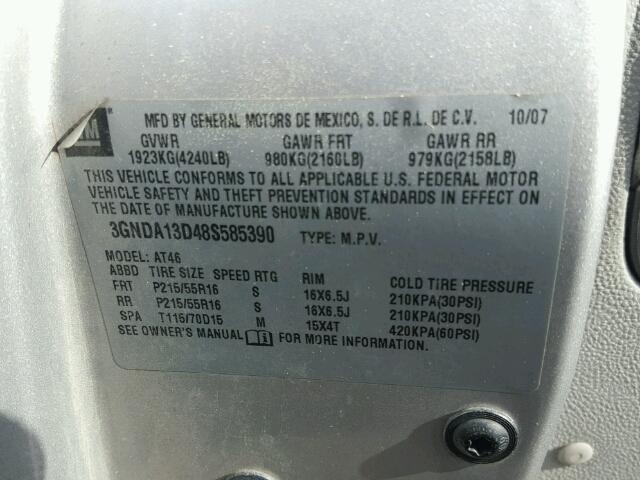 GM
MFD BY GENERAL MOTORS DE MEXICO, S. DE R.L. DE C.V. 10/07
GVWR GAWR FRT GAWR RR
1923KG(4240LB) 980KG(2160LB) 979KG(2158LB)
THIS VEHICLE CONFORMS TO ALL APPLICABLE U.S. FEDERAL MOTOR
VEHICLE SAFETY AND THEFT PREVENTION STANDARDS IN EFFECT ON
THE DATE OF MANUFACTURE SHOWN ABOVE.
3GNDA13D48S585390 TYPE: M.P.V.
MODEL: AT46
ABBD TIRE SIZE SPEED RTG RIM COLD TIRE PRESSURE
FRT P215/55R16 S 16X6.5J 210KPA(30PSI)
RR P215/55R16 S 16X6.5J 210KPA(30PSI)
SPA T116/70D15 M 15X4T 420KPA(60PSI)
SEE OWNER'S MANUAL FOR MORE INFORMATION.